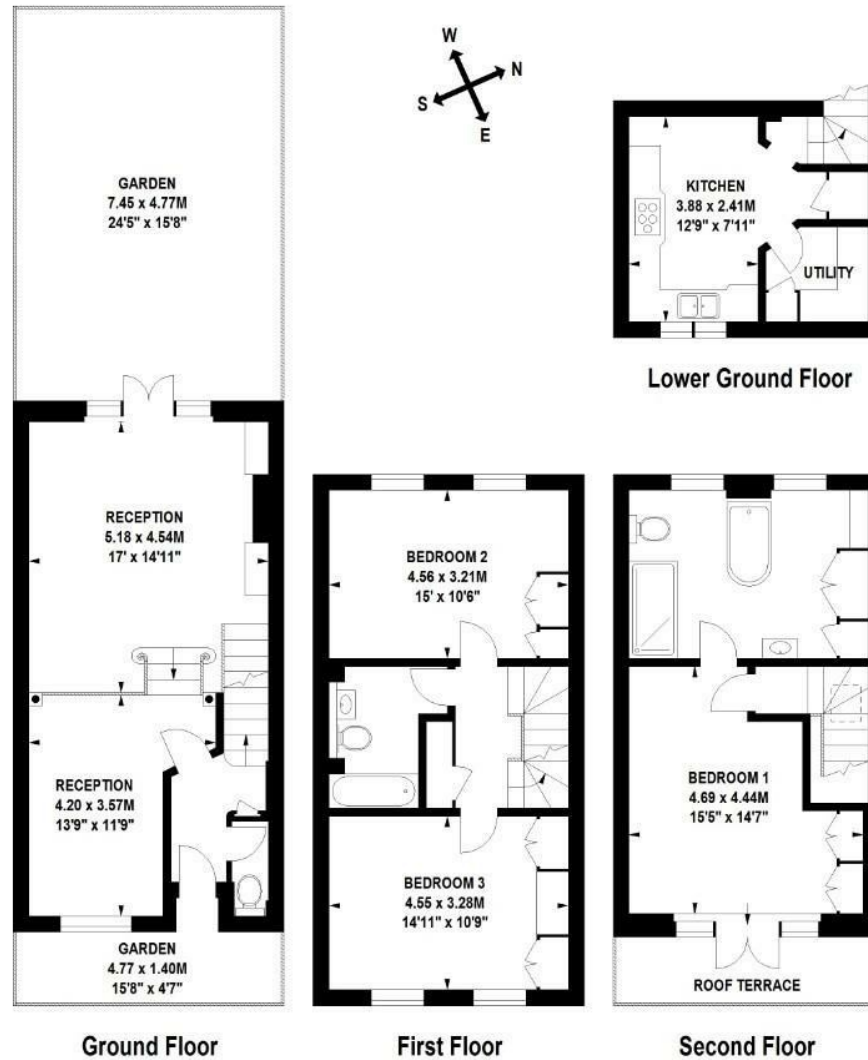 W
N
S
E
GARDEN
7.45 x 4.77M
24'5" x 15'8"
KITCHEN
3.88 x 2.41M
12'9" x 7'11"
UTILITY
Lower Ground Floor
RECEPTION
5.18 x 4.54M
17' x 14'11"
RECEPTION
4.20 x 3.57M
13'9" x 11'9"
GARDEN
4.77 x 1.40M
15'8" x 4'7"
Ground Floor
BEDROOM 2
4.56 x 3.21M
15' x 10'6"
BEDROOM 3
4.55 x 3.28M
14'11" x 10'9"
First Floor
BEDROOM 1
4.69 x 4.44M
15'5" x 14'7"
ROOF TERRACE
Second Floor